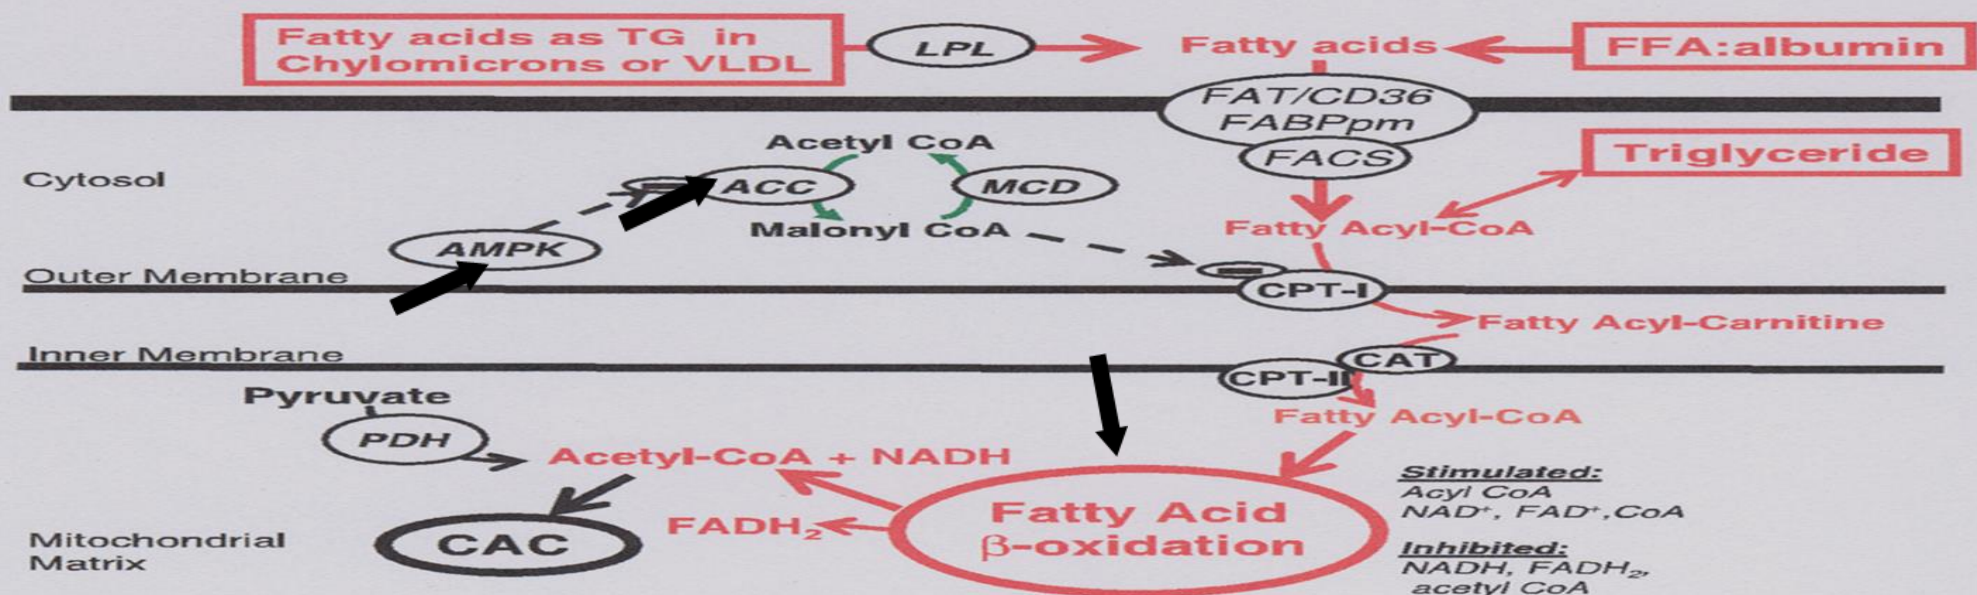 Fatty acids as TG in
Chylomicrons or VLDL
LPL
Fatty acids
FFA:albumin
FAT/CD36
FABPpm
FACS
Triglyceride
Acetyl CoA
Cytosol
ACC
MCD
Malonyl CoA
Fatty Acyl-CoA
AMPK
Outer Membrane
CPT-I
Fatty Acyl-Carnitine
Inner Membrane
CAT
CPT-II
Pyruvate
Fatty Acyl-CoA
PDH
Acetyl-CoA + NADH
Stimulated:
Acyl CoA
NAD⁺, FAD⁺,CoA
Fatty Acid
β-oxidation
FADH₂
CAC
Mitochondrial
Matrix
Inhibited:
NADH, FADH₂,
acetyl CoA